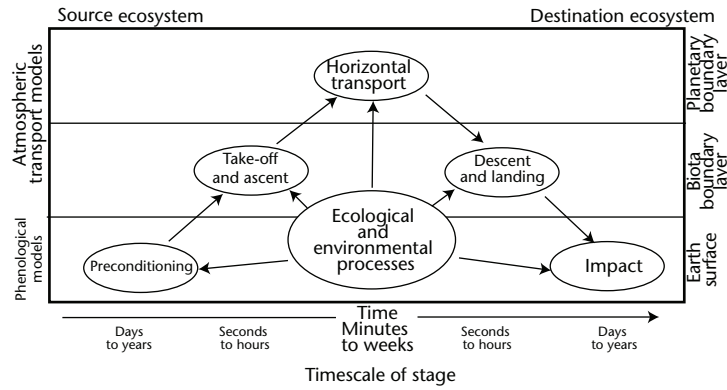 Source ecosystem
Destination ecosystem
Atmospheric
transport models
Phenological
models
Horizontal
transport
Take-off
and ascent
Descent
and landing
Ecological
and
environmental
processes
Preconditioning
Impact
Planetary
boundary
layer
Biota
boundary
layer
Earth
surface
Time
Days
to years
Seconds
to hours
Minutes
to weeks
Seconds
to hours
Days
to years
Timescale of stage